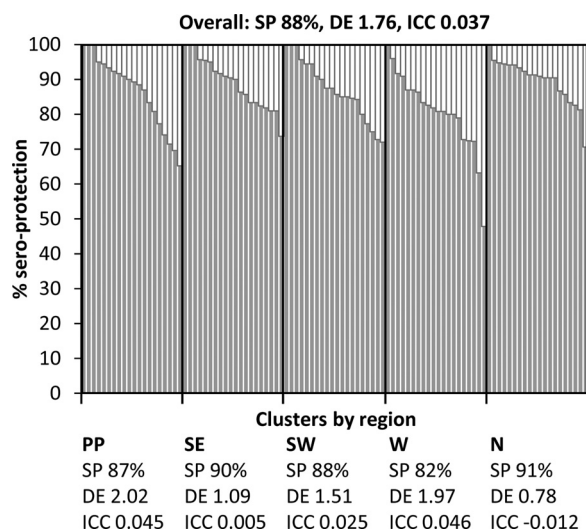 Overall: SP 88%, DE 1.76, ICC 0.037
% sero-protection
100
90
80
70
60
50
40
30
20
10
0
Clusters by region
PP SE SW W N
SP 87% SP 90% SP 88% SP 82% SP 91%
DE 2.02 DE 1.09 DE 1.51 DE 1.97 DE 0.78
ICC 0.045 ICC 0.005 ICC 0.025 ICC 0.046 ICC -0.012